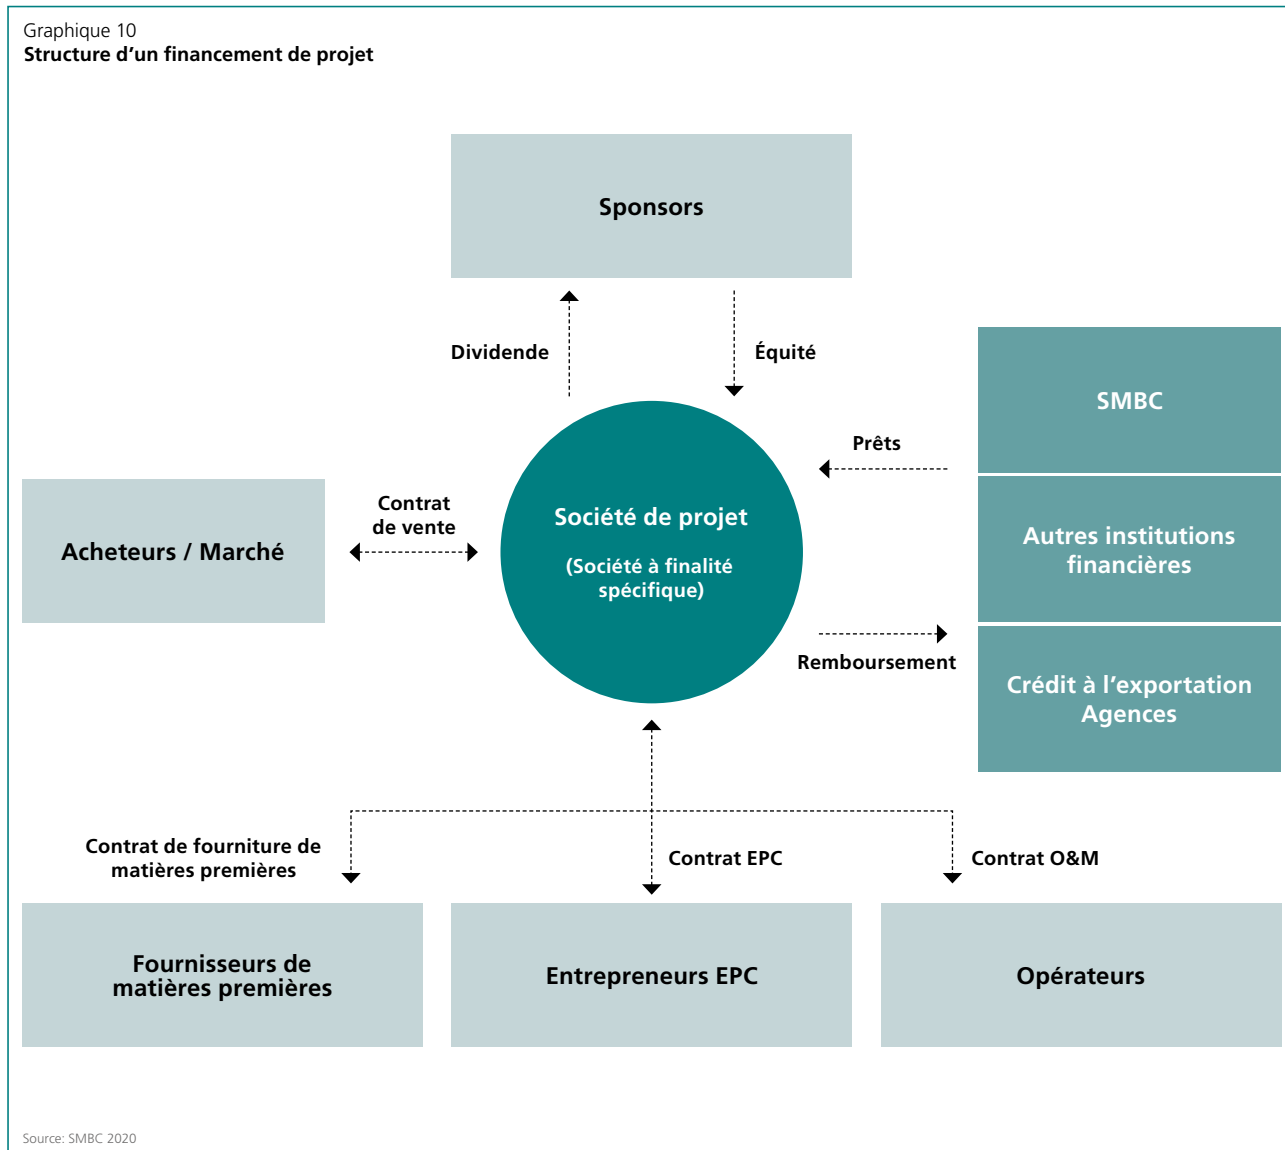 Graphique 10
Structure d’un financement de projet
Sponsors
Dividende
Équité
SMBC
Prêts
Contrat
de vente
Acheteurs / Marché
Société de projet
(Société à finalité
spécifique)
Autres institutions
financières
Remboursement
Crédit à l’exportation
Agences
Contrat de fourniture de
matières premières
Contrat EPC
Contrat O&M
Fournisseurs de
matières premières
Entrepreneurs EPC
Opérateurs
Source: SMBC 2020